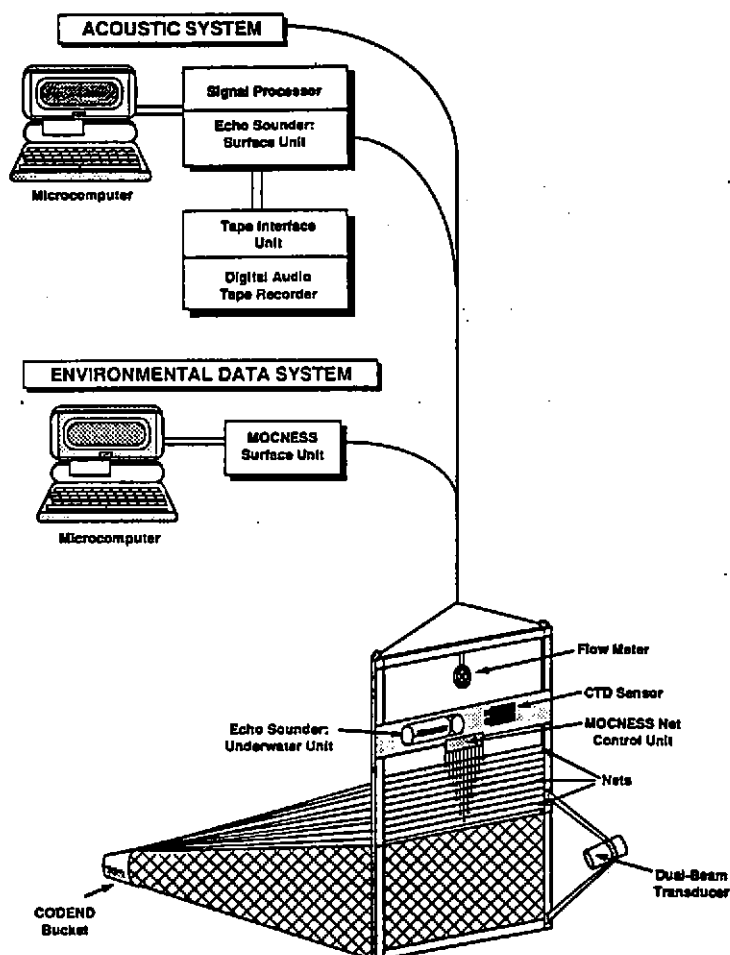 ACOUSTIC SYSTEM
Signal Processor
Echo Sounder:
Surface Unit
Microcomputer
Tape Interface
Unit
Digital Audio
Tape Recorder
ENVIRONMENTAL DATA SYSTEM
MOCNESS
Surface Unit
Microcomputer
Flow Meter
CTD Sensor
Echo Sounder:
Underwater Unit
MOCNESS Net
Control Unit
Nets
Dual-Beam
Transducer
CODEND
Bucket